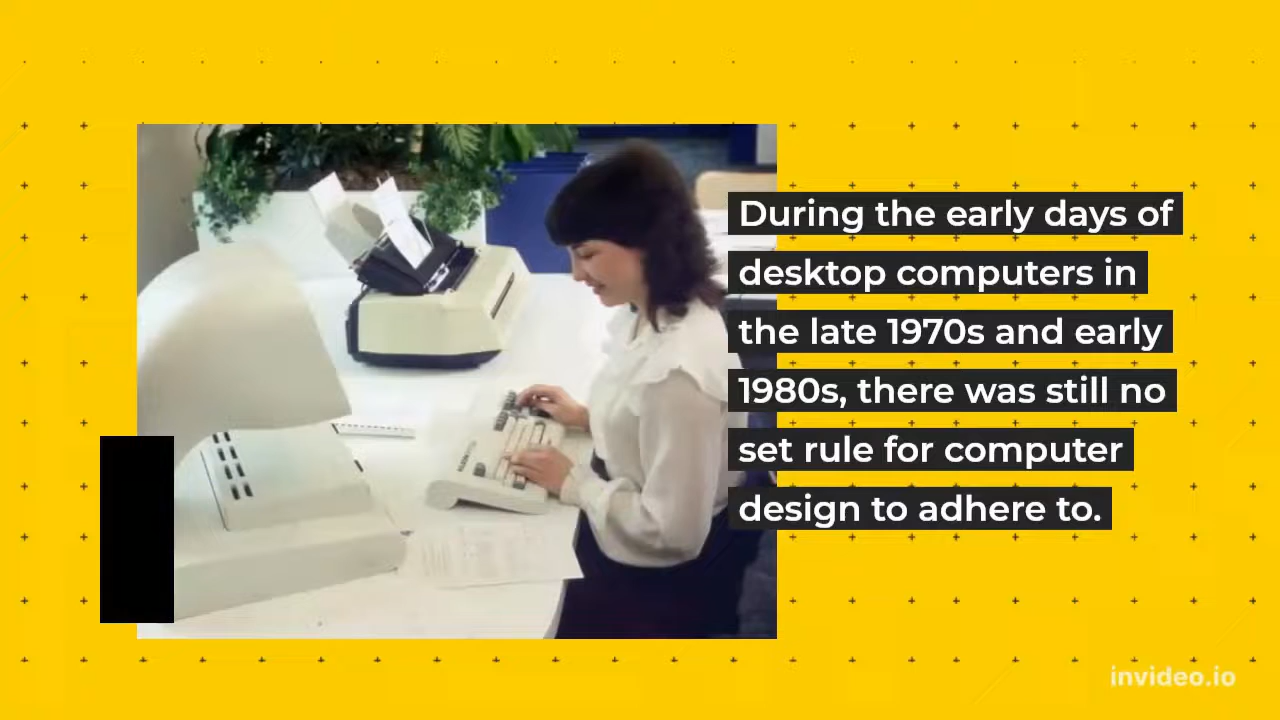 During the early days of
desktop computers in
the late 1970s and early
1980s, there was still no
set rule for computer
design to adhere to.
invideo.io